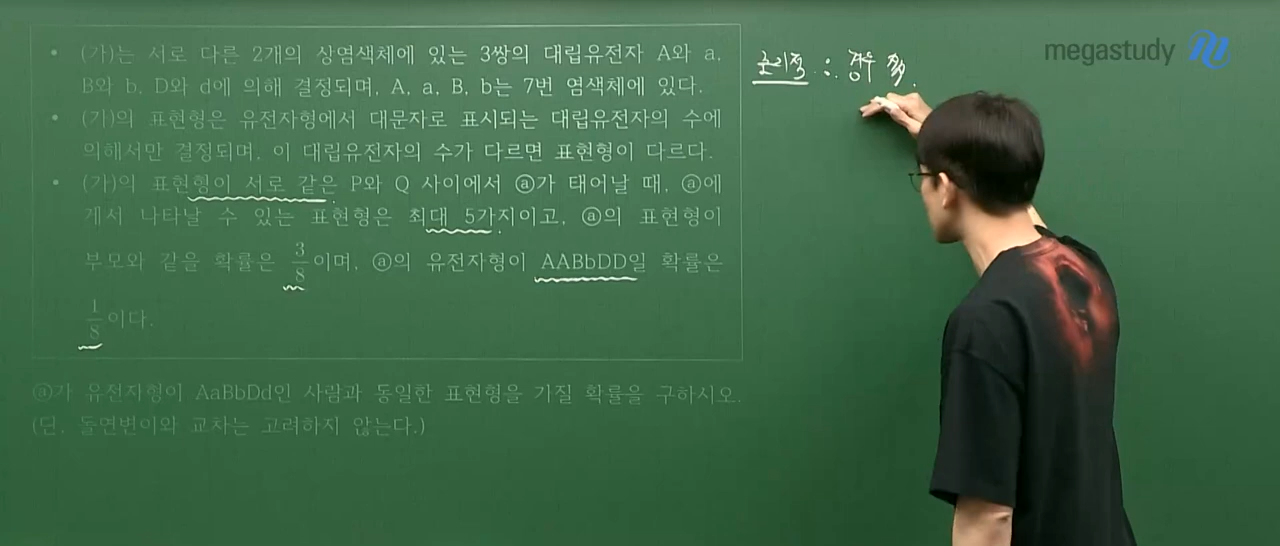 megastudy
• (가)는 서로 다른 2개의 상염색체에 있는 3쌍의 대립유전자 A와 a,
B와 b, D와 d에 의해 결정되며, A, a, B, b는 7번 염색체에 있다.
• (가)의 표현형은 유전자형에서 대문자로 표시되는 대립유전자의 수에
의해서만 결정되며, 이 대립유전자의 수가 다르면 표현형이 다르다.
• (가)의 표현형이 서로 같은 P와 Q 사이에서 ⓐ가 태어날 때, ⓐ에
게서 나타날 수 있는 표현형은 최대 5가지이고, ⓐ의 표현형이
부모와 같을 확률은 3/8이며, ⓐ의 유전자형이 AABbDD일 확률은
1/8이다.
ⓐ가 유전자형이 AaBbDd인 사람과 동일한 표현형을 가질 확률을 구하시오.
(단, 돌연변이와 교차는 고려하지 않는다.)